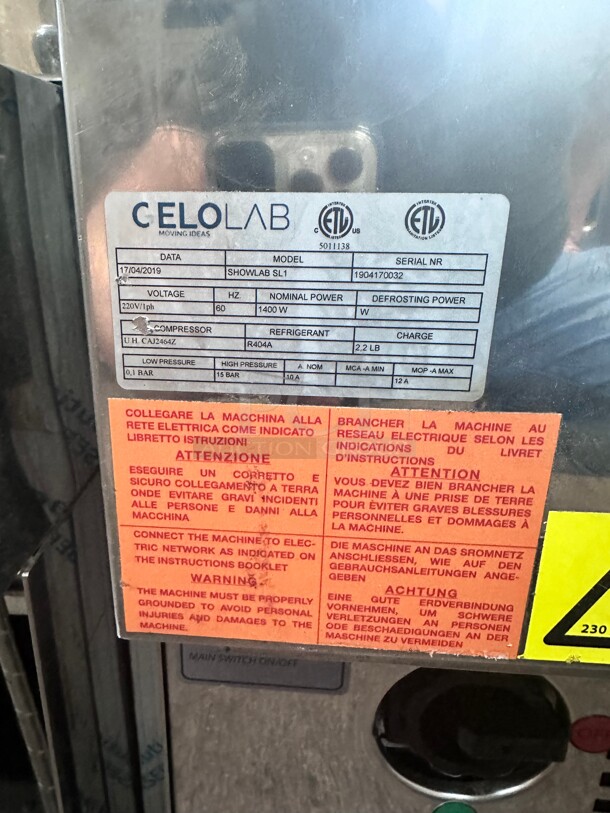 CELOLAB
MOVING IDEAS
C ETL US
INTERTEK
5011138
ETL
DATA MODEL SERIAL NR
17/04/2019 SHOWLAB SL1 1904170032
VOLTAGE HZ NOMINAL POWER DEFROSTING POWER
220V/1ph 60 1400 W W
COMPRESSOR REFRIGERANT CHARGE
U.H. CAJ2464Z R404A 2,2 LB
LOW PRESSURE HIGH PRESSURE A. NOM MCA -A MIN MOP -A MAX
0,1 BAR 15 BAR 10 A 12 A
COLLEGARE LA MACCHINA ALLA
RETE ELETTRICA COME INDICATO
LIBRETTO ISTRUZIONI
ATTENZIONE
ESEGUIRE UN CORRETTO E
SICURO COLLEGAMENTO A TERRA
ONDE EVITARE GRAVI INCIDENTI
ALLE PERSONE E DANNI ALLA
MACCHINA
BRANCHER LA MACHINE AU
RESEAU ELECTRIQUE SELON LES
INDICATIONS DU LIVRET
D'INSTRUCTIONS
ATTENTION
VOUS DEVEZ BIEN BRANCHER LA
MACHINE À UNE PRISE DE TERRE
POUR ÉVITER GRAVES BLESSURES
PERSONNELLES ET DOMMAGES À
LA MACHINE.
CONNECT THE MACHINE TO ELEC-
TRIC NETWORK AS INDICATED ON
THE INSTRUCTIONS BOOKLET
WARNING
THE MACHINE MUST BE PROPERLY
GROUNDED TO AVOID PERSONAL
INJURIES AND DAMAGES TO THE
MACHINE.
DIE MASCHINE AN DAS SROMNETZ
ANSCHLIESSEN, WIE AUF DEN
GEBRAUCHSANLEITUNGEN ANGE-
GEBEN
ACHTUNG
EINE GUTE ERDVERBINDUNG
VORNEHMEN, UM SCHWERE
VERLETZUNGEN AN PERSONEN
ODE BESCHAEDIGUNGEN AN DER
MASCHINE ZU VERMEIDEN
230
MAIN SWITCH ON/OFF